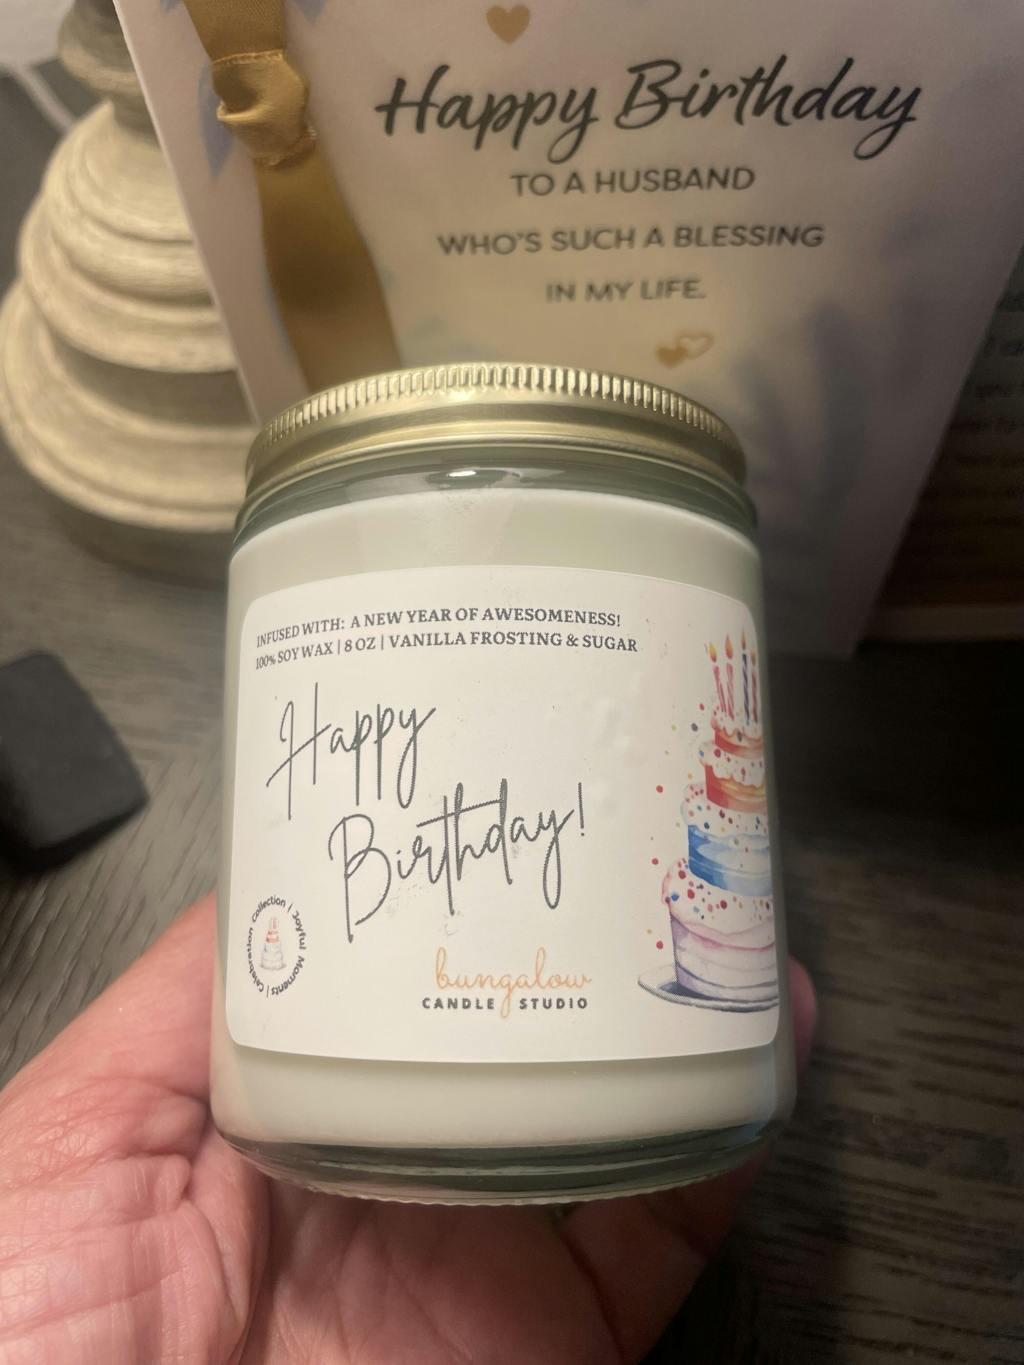 Happy Birthday
TO A HUSBAND
WHO'S SUCH A BLESSING
IN MY LIFE.
INFUSED WITH: A NEW YEAR OF AWESOMENESS!
100% SOY WAX | 8 OZ | VANILLA FROSTING & SUGAR
Happy
Birthday!
Celebration Collection | Joyful Moments |
bungalow
CANDLE STUDIO